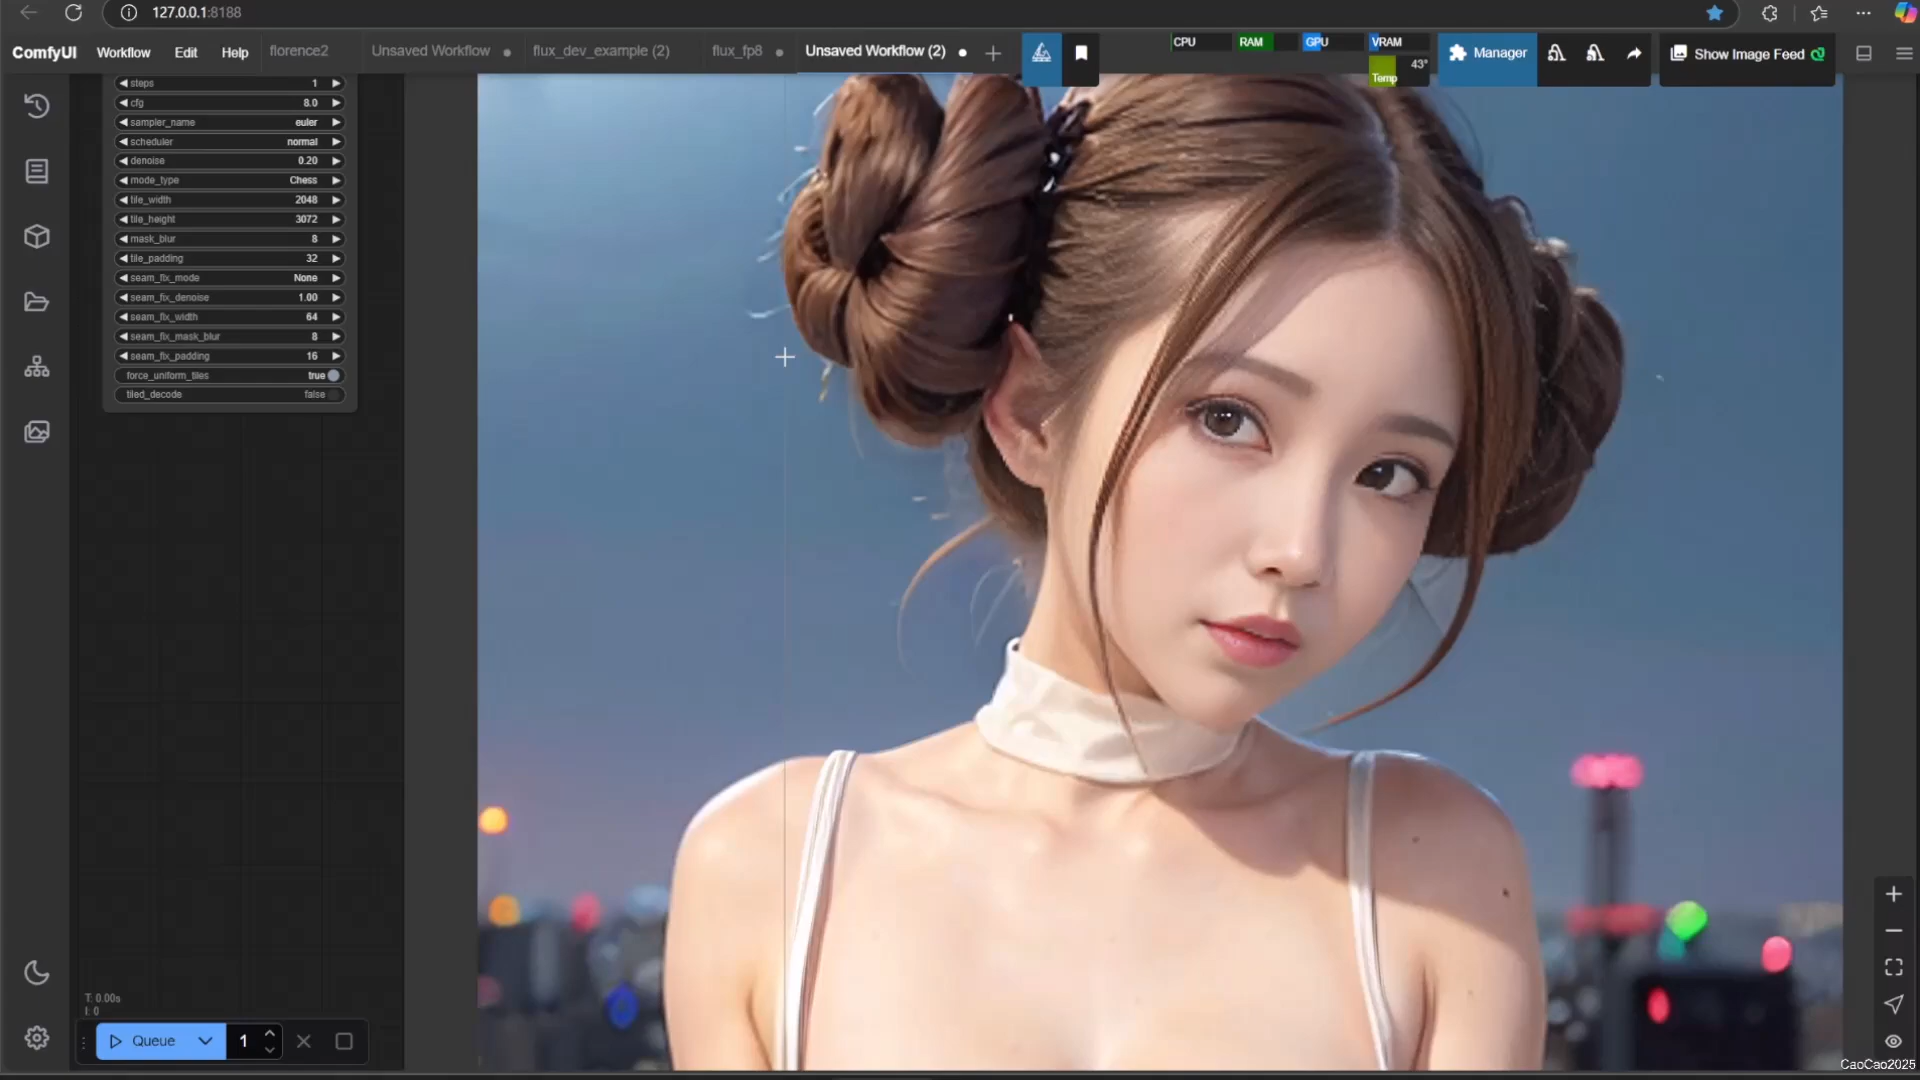 127.0.0.1:8188
ComfyUI Workflow Edit Help florence2 Unsaved Workflow flux_dev_example (2) flux_fp8 Unsaved Workflow (2)
CPU RAM GPU VRAM
Temp 43°
Manager Show Image Feed
steps 1
cfg 8.0
sampler_name euler
scheduler normal
denoise 0.20
mode_type Chess
tile_width 2048
tile_height 3072
mask_blur 8
tile_padding 32
seam_fix_mode None
seam_fix_denoise 1.00
seam_fix_width 64
seam_fix_mask_blur 8
seam_fix_padding 16
force_uniform_tiles true
tiled_decode false
T: 0.00s
I: 0
Queue 1
CaoCao2025